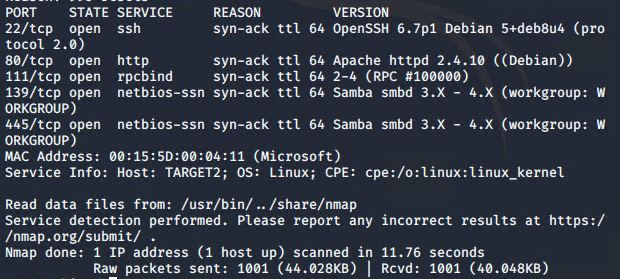 PORT STATE SERVICE REASON VERSION
22/tcp open ssh syn-ack ttl 64 OpenSSH 6.7p1 Debian 5+deb8u4 (pro
tocol 2.0)
80/tcp open http syn-ack ttl 64 Apache httpd 2.4.10 ((Debian))
111/tcp open rpcbind syn-ack ttl 64 2-4 (RPC #100000)
139/tcp open netbios-ssn syn-ack ttl 64 Samba smbd 3.X - 4.X (workgroup: W
ORKGROUP)
445/tcp open netbios-ssn syn-ack ttl 64 Samba smbd 3.X - 4.X (workgroup: W
ORKGROUP)
MAC Address: 00:15:5D:00:04:11 (Microsoft)
Service Info: Host: TARGET2; OS: Linux; CPE: cpe:/o:linux:linux_kernel

Read data files from: /usr/bin/../share/nmap
Service detection performed. Please report any incorrect results at https:/
/nmap.org/submit/ .
Nmap done: 1 IP address (1 host up) scanned in 11.76 seconds
Raw packets sent: 1001 (44.028KB) | Rcvd: 1001 (40.048KB)